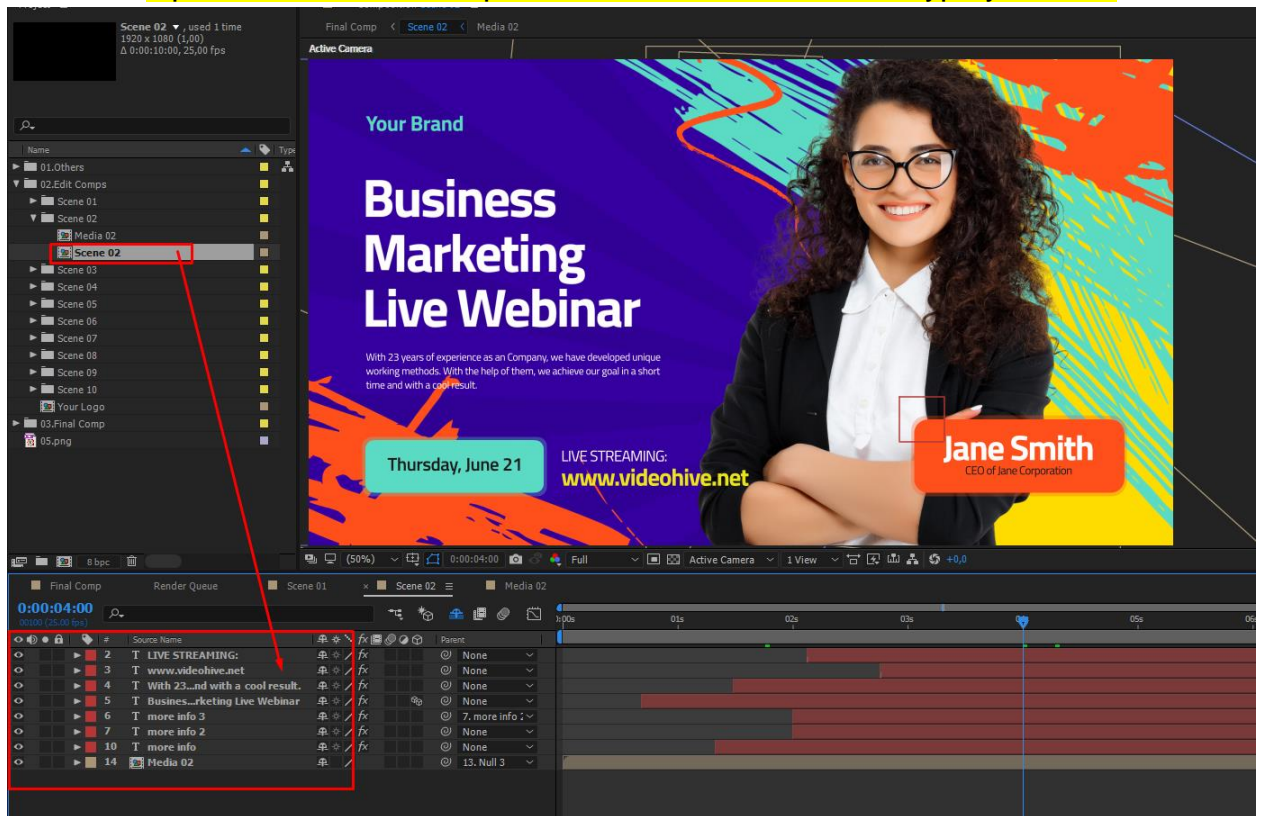 Scene 02 ▼ , used 1 time
1920 x 1080 (1,00)
Δ 0:00:10:00, 25,00 fps
Final Comp < Scene 02 < Media 02
Active Camera
Name Type
01.Others
02.Edit Comps
Scene 01
Scene 02
Media 02
Scene 02
Scene 03
Scene 04
Scene 05
Scene 06
Scene 07
Scene 08
Scene 09
Scene 10
Your Logo
03.Final Comp
05.png
8 bpc
Your Brand
Business
Marketing
Live Webinar
With 23 years of experience as an Company, we have developed unique
working methods. With the help of them, we achieve our goal in a short
time and with a cool result.
Thursday, June 21
LIVE STREAMING:
www.videohive.net
Jane Smith
CEO of Jane Corporation
(50%) 0:00:04:00 Full Active Camera 1 View +0,0
Final Comp Render Queue Scene 01 × Scene 02 Media 02
0:00:04:00
00100 (25.00 fps)
01s 02s 03s 05s
# Source Name fx Parent
2 T LIVE STREAMING: fx None
3 T www.videohive.net fx None
4 T With 23...nd with a cool result. fx None
5 T Busines...rketing Live Webinar fx None
6 T more info 3 fx 7. more info 2
7 T more info 2 fx None
10 T more info fx None
14 Media 02 13. Null 3